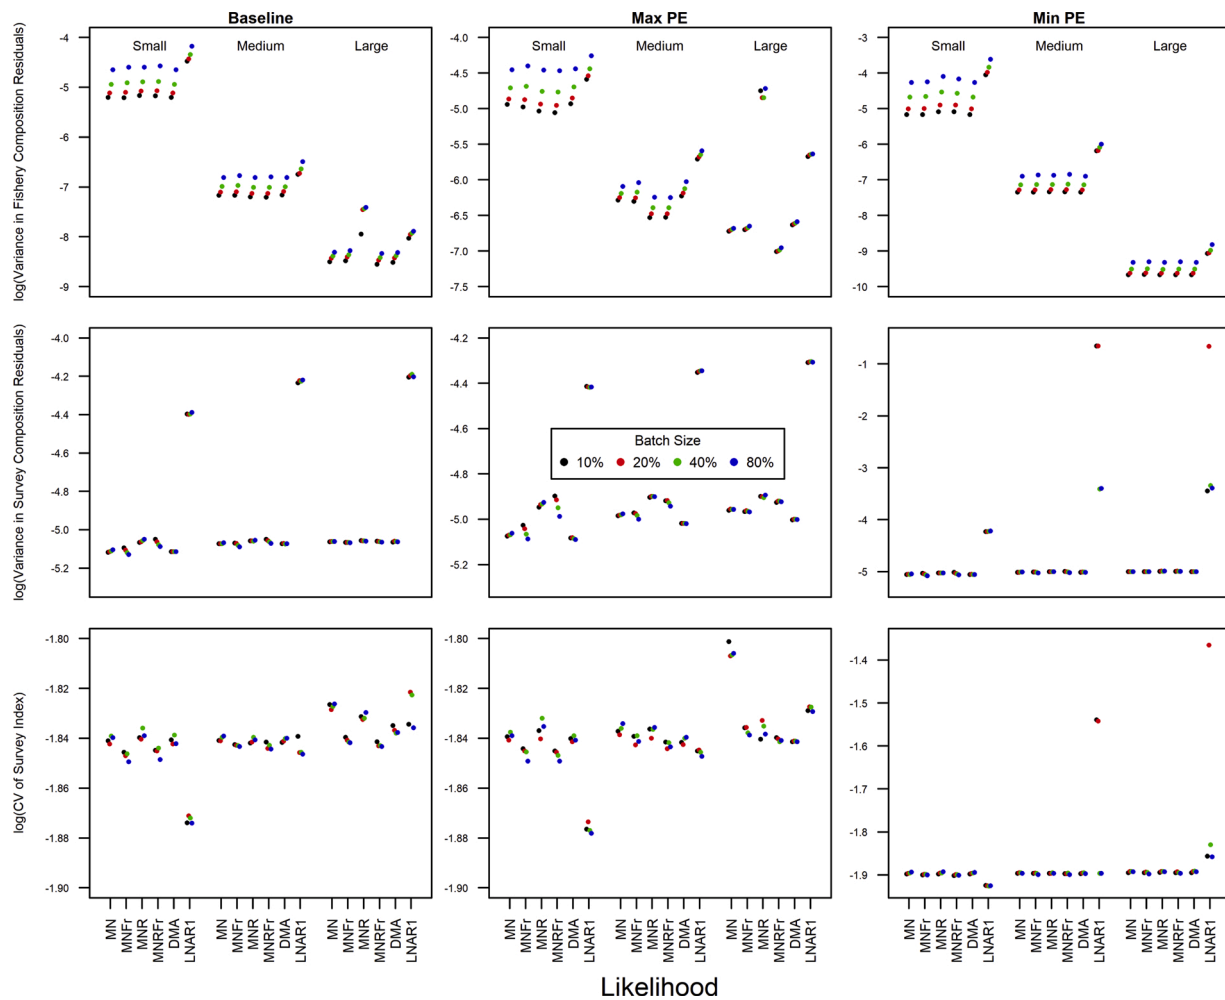 Baseline
Max PE
Min PE
log(Variance in Fishery Composition Residuals)
-4
-5
-6
-7
-8
-9
Small
Medium
Large
-4.0
-4.5
-5.0
-5.5
-6.0
-6.5
-7.0
-7.5
Small
Medium
Large
-3
-4
-5
-6
-7
-8
-9
-10
Small
Medium
Large
log(Variance in Survey Composition Residuals)
-4.0
-4.2
-4.4
-4.6
-4.8
-5.0
-5.2
-4.2
-4.4
-4.6
-4.8
-5.0
-5.2
Batch Size
10% 20% 40% 80%
-1
-2
-3
-4
-5
log(CV of Survey Index)
-1.80
-1.82
-1.84
-1.86
-1.88
-1.90
-1.80
-1.82
-1.84
-1.86
-1.88
-1.90
-1.4
-1.5
-1.6
-1.7
-1.8
-1.9
MN
MNFr
MNR
MNRFr
DMA
LNAR1
MN
MNFr
MNR
MNRFr
DMA
LNAR1
MN
MNFr
MNR
MNRFr
DMA
LNAR1
MN
MNFr
MNR
MNRFr
DMA
LNAR1
MN
MNFr
MNR
MNRFr
DMA
LNAR1
MN
MNFr
MNR
MNRFr
DMA
LNAR1
MN
MNFr
MNR
MNRFr
DMA
LNAR1
MN
MNFr
MNR
MNRFr
DMA
LNAR1
MN
MNFr
MNR
MNRFr
DMA
LNAR1
Likelihood